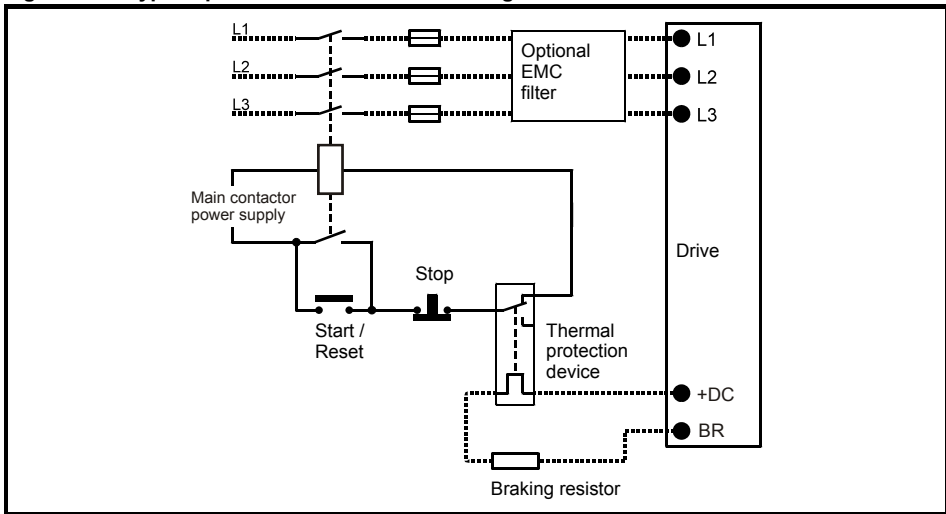 L1
L2
L3
Optional
EMC
filter
L1
L2
L3
Main contactor
power supply
Drive
Stop
Start /
Reset
Thermal
protection
device
+DC
BR
Braking resistor